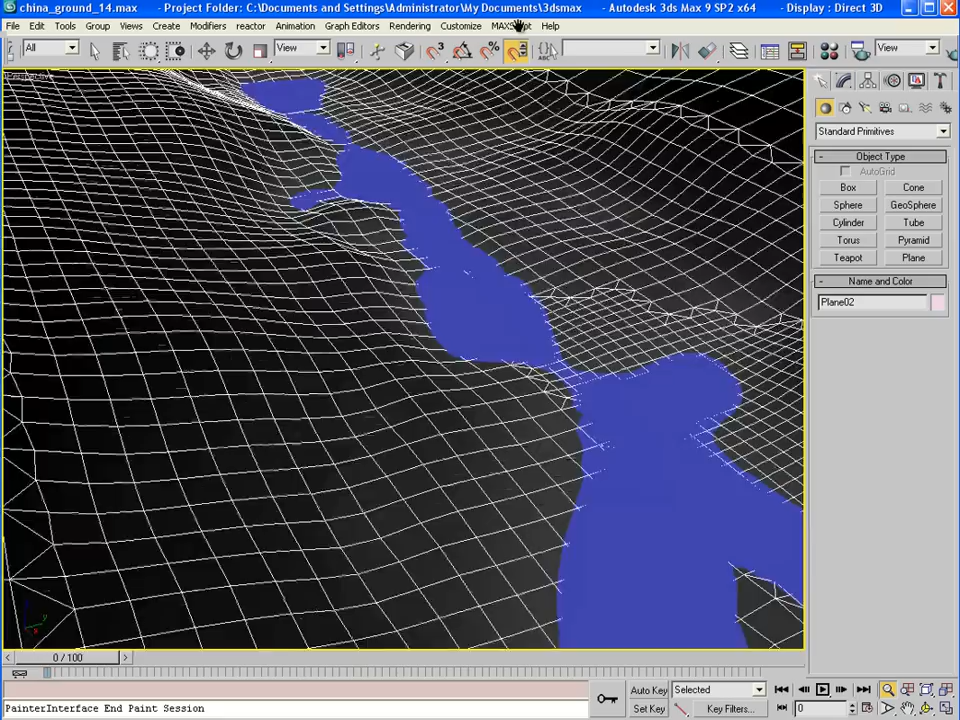 china_ground_14.max - Project Folder: C:\Documents and Settings\Administrator\My Documents\3dsmax - Autodesk 3ds Max 9 SP2 x64 - Display : Direct 3D
File Edit Tools Group Views Create Modifiers reactor Animation Graph Editors Rendering Customize Help
All View View
Standard Primitives
- Object Type
AutoGrid
Box Cone
Sphere GeoSphere
Cylinder Tube
Torus Pyramid
Teapot Plane
- Name and Color
Plane02
< 0 / 100 >
Auto Key Selected
PainterInterface End Paint Session Set Key Key Filters... 0